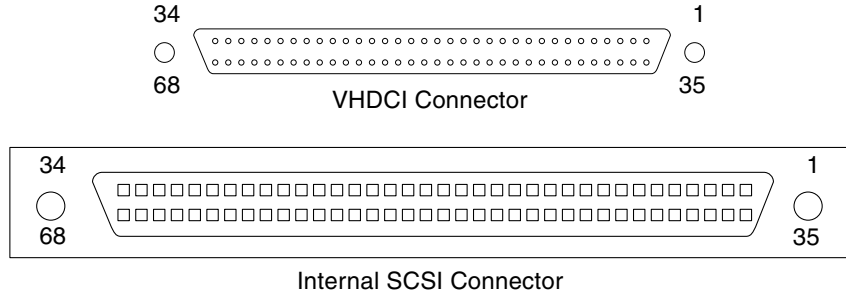 34 1
68 35
VHDCI Connector
34 1
68 35
Internal SCSI Connector